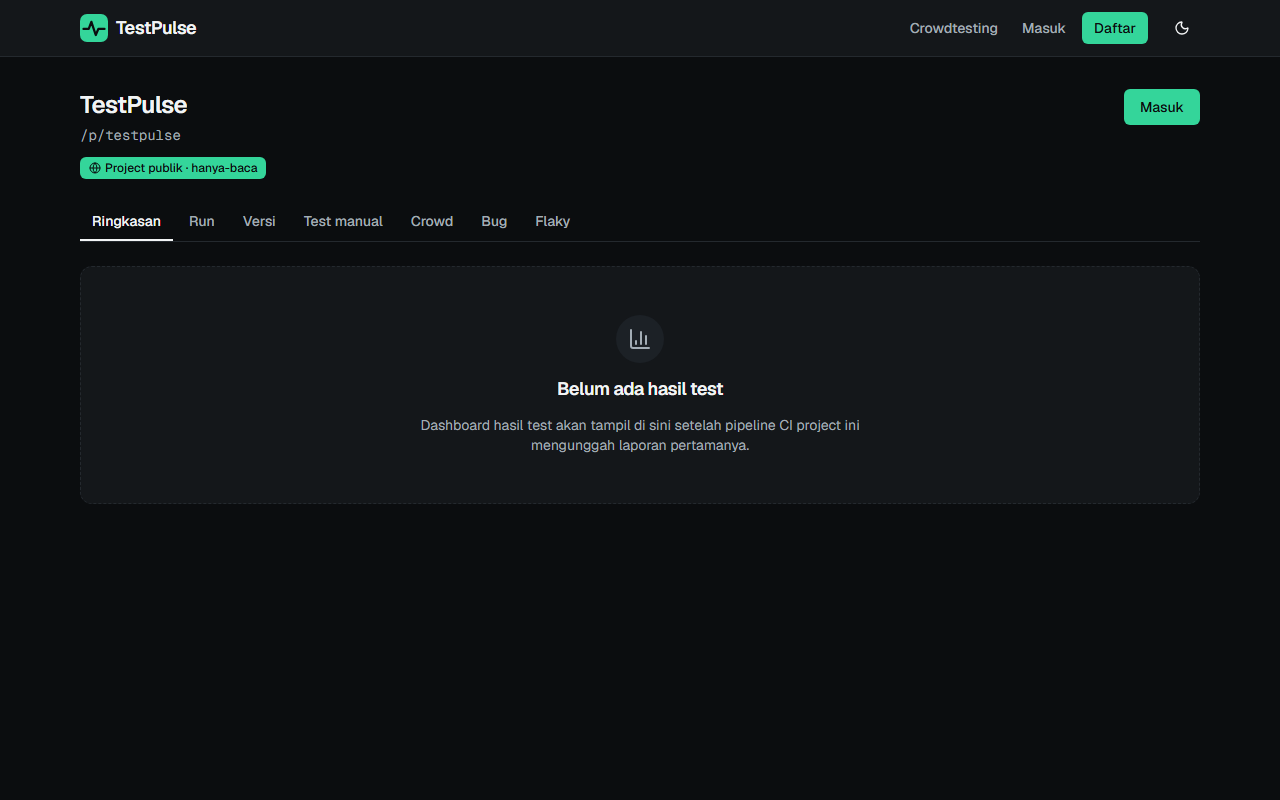 TestPulse
Crowdtesting
Masuk
Daftar
TestPulse
Masuk
/p/testpulse
Project publik · hanya-baca
Ringkasan
Run
Versi
Test manual
Crowd
Bug
Flaky
Belum ada hasil test
Dashboard hasil test akan tampil di sini setelah pipeline CI project ini
mengunggah laporan pertamanya.